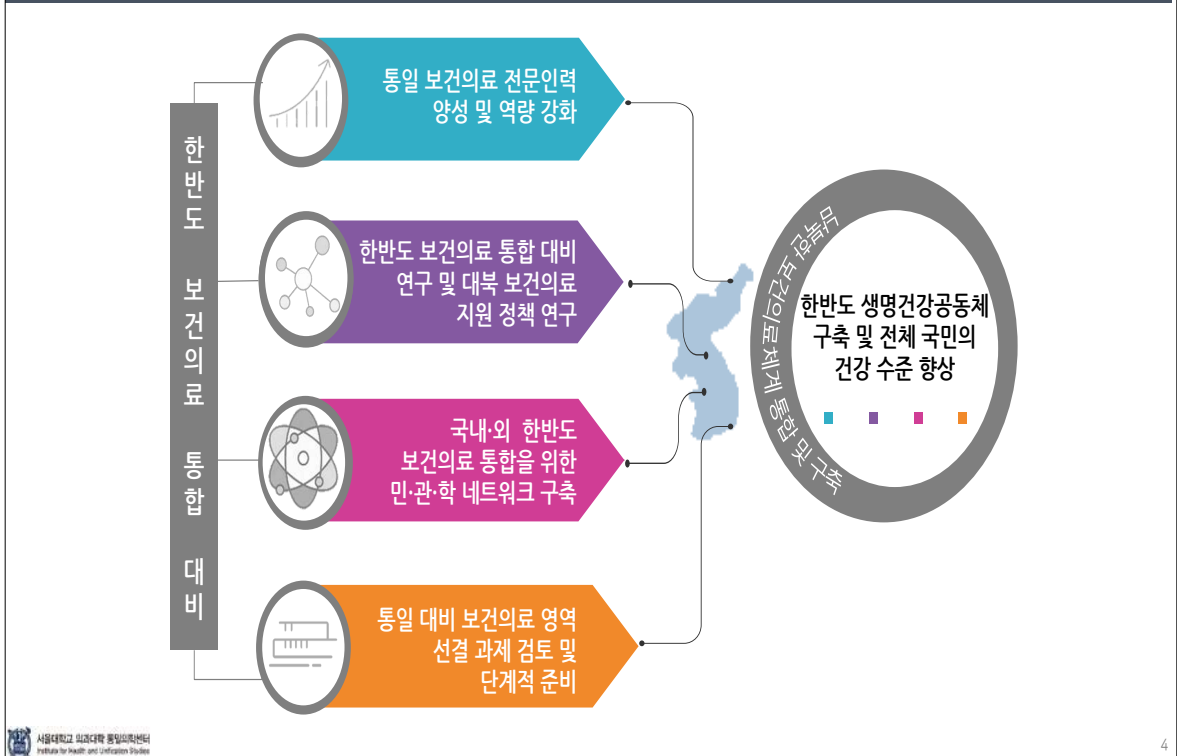 한반도 보건의료 통합 대비
통일 보건의료 전문인력
양성 및 역량 강화
한반도 보건의료 통합 대비
연구 및 대북 보건의료
지원 정책 연구
국내·외 한반도
보건의료 통합을 위한
민·관·학 네트워크 구축
통일 대비 보건의료 영역
선결 과제 검토 및
단계적 준비
남북한 보건의료체계 통합 및 구축
한반도 생명건강공동체
구축 및 전체 국민의
건강 수준 향상
서울대학교 의과대학 통일의학센터
Institute for Health and Unification Studies
4